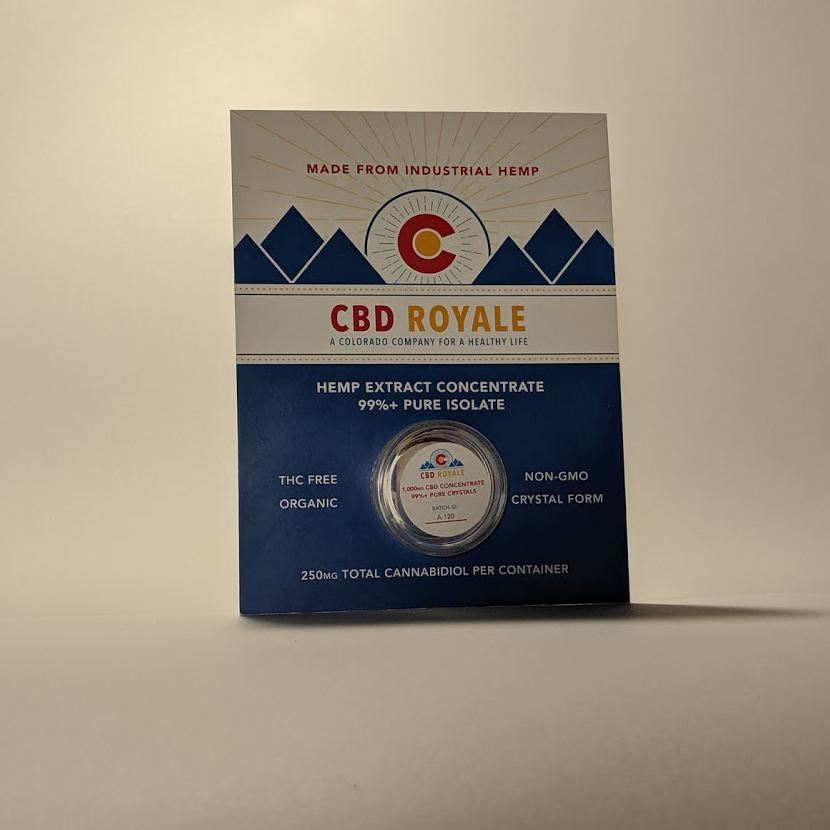 MADE FROM INDUSTRIAL HEMP
CBD ROYALE
A COLORADO COMPANY FOR A HEALTHY LIFE
HEMP EXTRACT CONCENTRATE
99%+ PURE ISOLATE
THC FREE
ORGANIC
CBD ROYALE
1,000MG CBD CONCENTRATE
99%+ PURE CRYSTALS
BATCH ID:
A-120
NON-GMO
CRYSTAL FORM
250MG TOTAL CANNABIDIOL PER CONTAINER